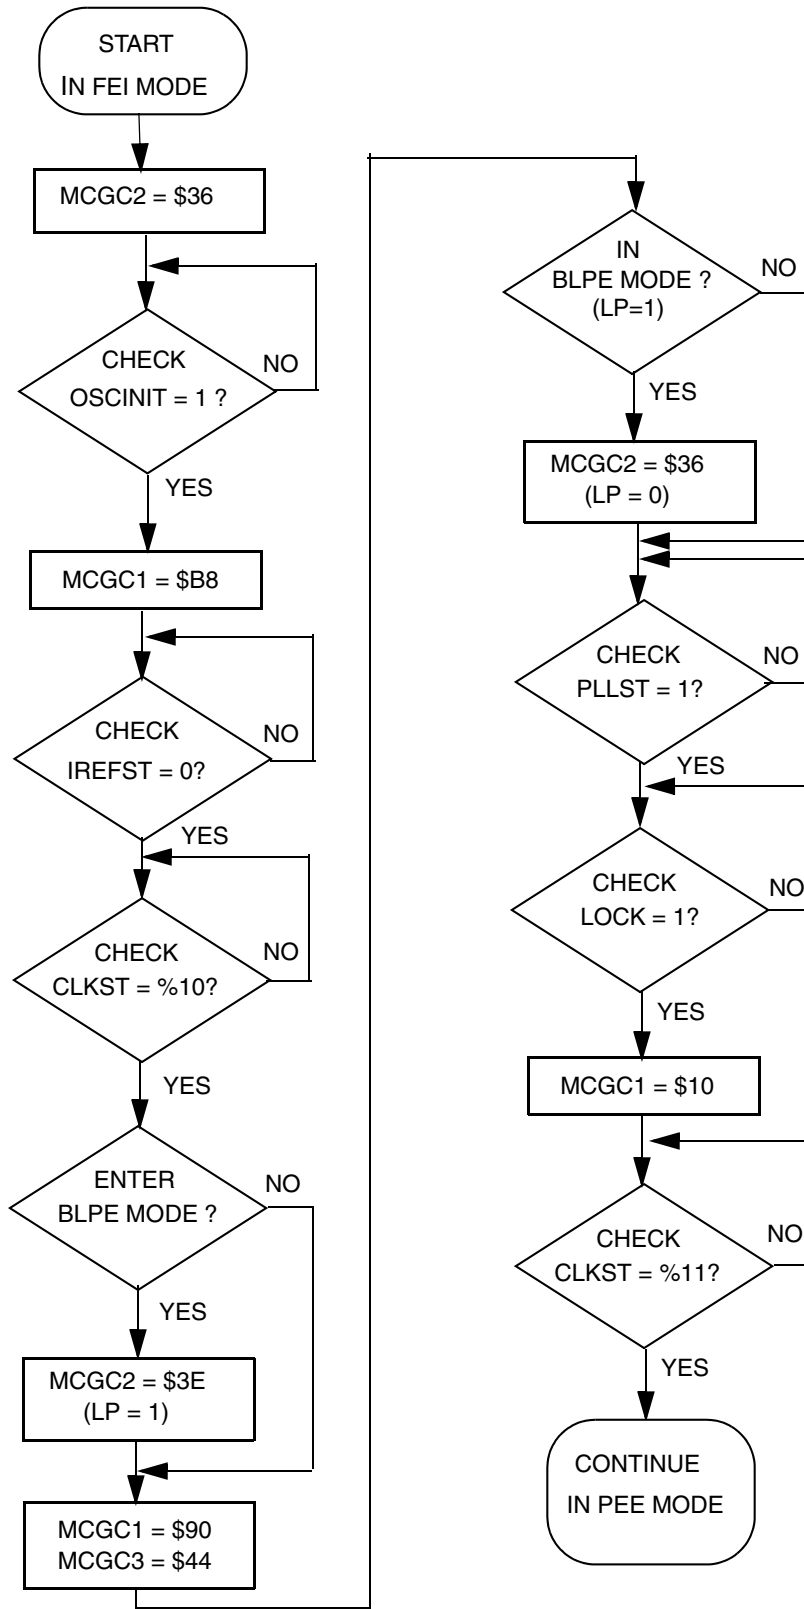 START
IN FEI MODE
MCGC2 = $36
CHECK
OSCINIT = 1 ?
NO
YES
MCGC1 = $B8
CHECK
IREFST = 0?
NO
YES
CHECK
CLKST = %10?
NO
YES
ENTER
BLPE MODE ?
NO
YES
MCGC2 = $3E
(LP = 1)
MCGC1 = $90
MCGC3 = $44
IN
BLPE MODE ?
(LP=1)
NO
YES
MCGC2 = $36
(LP = 0)
CHECK
PLLST = 1?
NO
YES
CHECK
LOCK = 1?
NO
YES
MCGC1 = $10
CHECK
CLKST = %11?
NO
YES
CONTINUE
IN PEE MODE